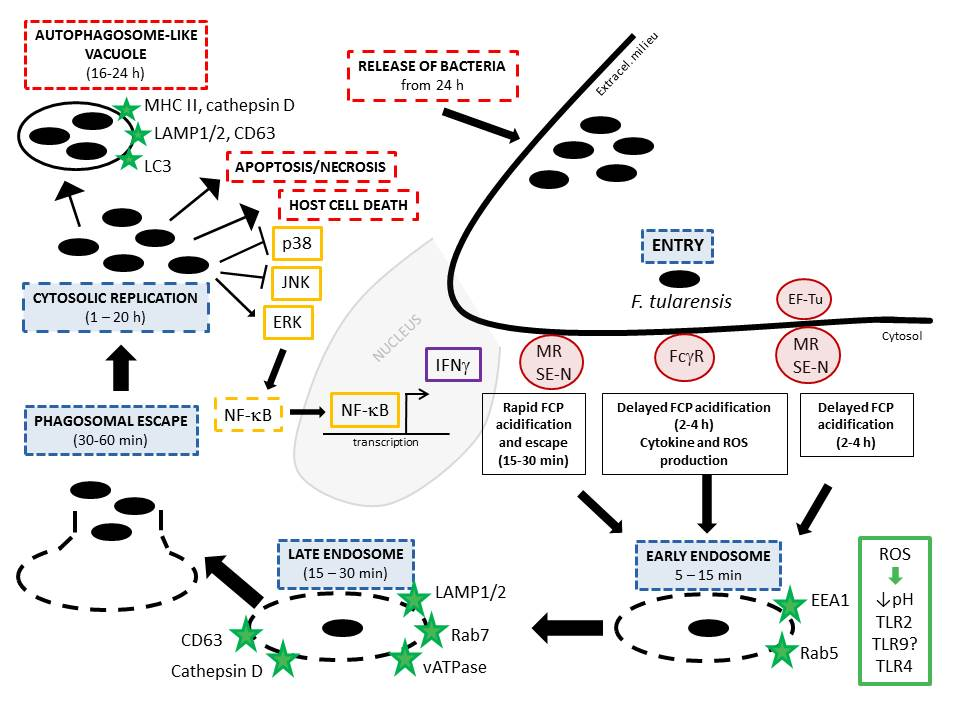 AUTOPHAGOSOME-LIKE
VACUOLE
(16-24 h)
MHC II, cathepsin D
LAMP1/2, CD63
LC3
RELEASE OF BACTERIA
from 24 h
Extracel. milieu
APOPTOSIS/NECROSIS
HOST CELL DEATH
p38
JNK
ERK
CYTOSOLIC REPLICATION
(1 – 20 h)
ENTRY
F. tularensis
EF-Tu
Cytosol
NUCLEUS
MR
SE-N
FcγR
MR
SE-N
IFNγ
PHAGOSOMAL ESCAPE
(30-60 min)
NF-κB
NF-κB
transcription
Rapid FCP
acidification
and escape
(15-30 min)
Delayed FCP acidification
(2-4 h)
Cytokine and ROS
production
Delayed FCP
acidification
(2-4 h)
LATE ENDOSOME
(15 – 30 min)
LAMP1/2
Rab7
vATPase
CD63
Cathepsin D
EARLY ENDOSOME
5 – 15 min
EEA1
Rab5
ROS
↓pH
TLR2
TLR9?
TLR4